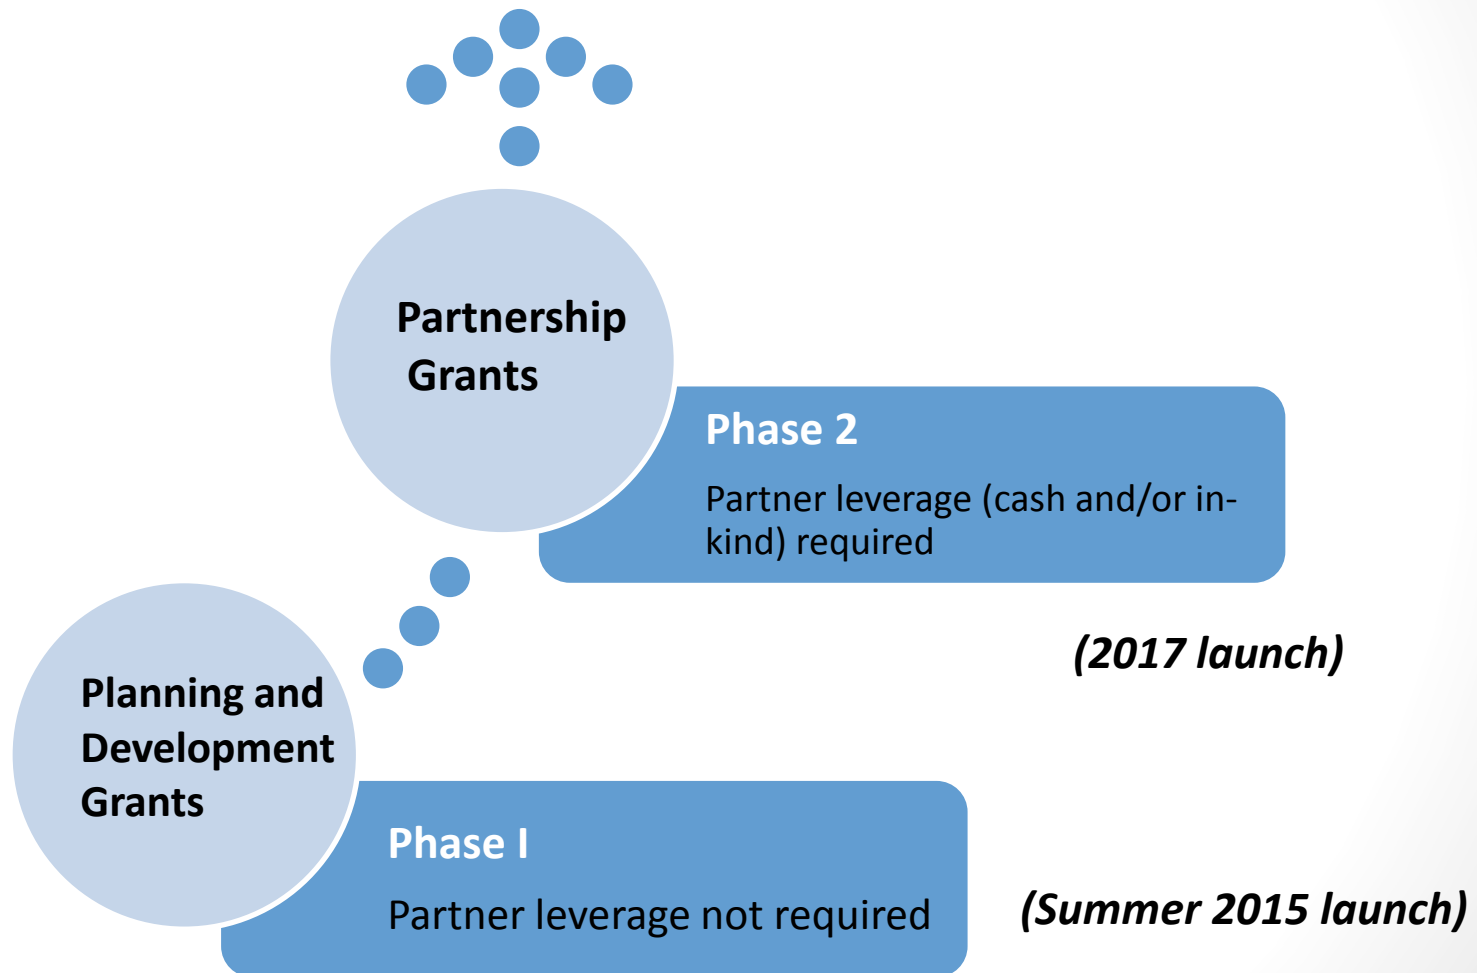 Partnership
Grants
Phase 2
Partner leverage (cash and/or in-
kind) required
(2017 launch)
Planning and
Development
Grants
Phase I
Partner leverage not required
(Summer 2015 launch)